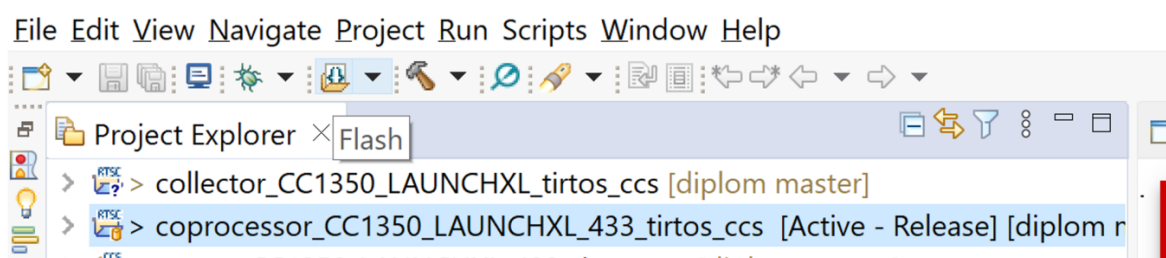 File Edit View Navigate Project Run Scripts Window Help
Project Explorer
Flash
RTSC > collector_CC1350_LAUNCHXL_tirtos_ccs [diplom master]
RTSC > coprocessor_CC1350_LAUNCHXL_433_tirtos_ccs [Active - Release] [diplom